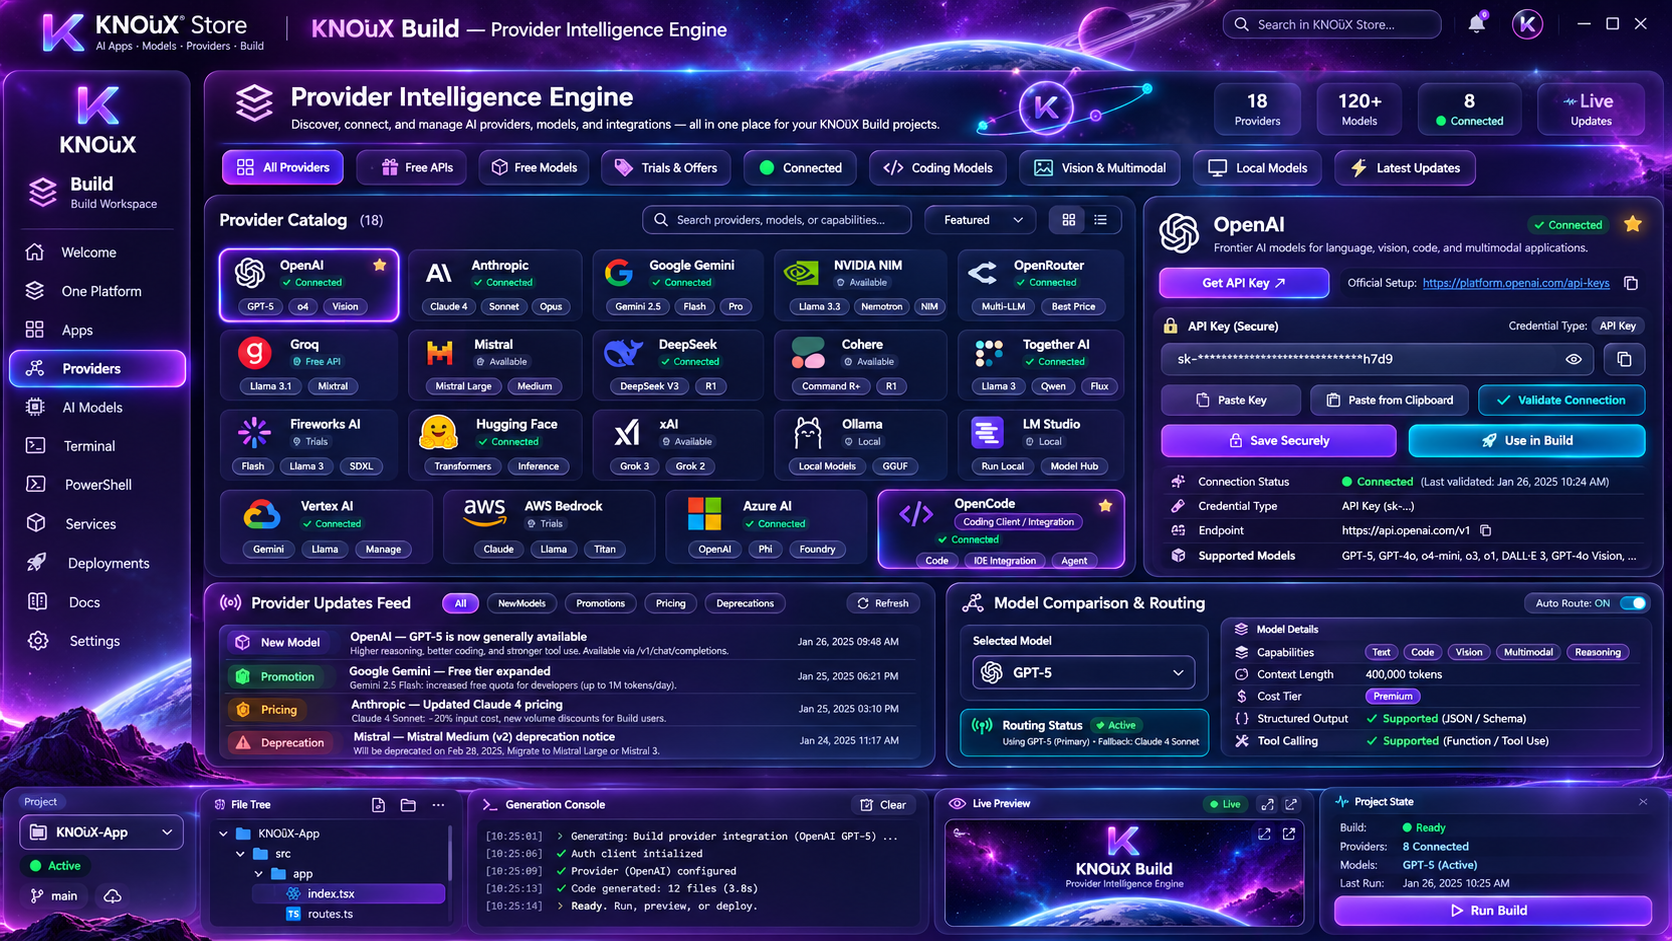 KNOüX® Store
AI Apps · Models · Providers · Build
KNOüX Build — Provider Intelligence Engine
Search in KNOüX Store...
K
KNOüX
Build
Build Workspace
Welcome
One Platform
Apps
Providers
AI Models
Terminal
PowerShell
Services
Deployments
Docs
Settings
Provider Intelligence Engine
Discover, connect, and manage AI providers, models, and integrations — all in one place for your KNOüX Build projects.
K
18
Providers
120+
Models
8
Connected
Live
Updates
All Providers
Free APIs
Free Models
Trials & Offers
Connected
Coding Models
Vision & Multimodal
Local Models
Latest Updates
Provider Catalog (18)
Search providers, models, or capabilities...
Featured
OpenAI
Connected
GPT-5 o4 Vision
Anthropic
Connected
Claude 4 Sonnet Opus
Google Gemini
Connected
Gemini 2.5 Flash Pro
NVIDIA NIM
Available
Llama 3.3 Nemotron NIM
OpenRouter
Connected
Multi-LLM Best Price
Groq
Free API
Llama 3.1 Mixtral
Mistral
Available
Mistral Large Medium
DeepSeek
Connected
DeepSeek V3 R1
Cohere
Available
Command R+ R1
Together AI
Connected
Llama 3 Qwen Flux
Fireworks AI
Trials
Flash Llama 3 SDXL
Hugging Face
Connected
Transformers Inference
xAI
Available
Grok 3 Grok 2
Ollama
Local
Local Models GGUF
LM Studio
Local
Run Local Model Hub
Vertex AI
Connected
Gemini Llama Manage
aws
AWS Bedrock
Trials
Claude Llama Titan
Azure AI
Connected
OpenAI Phi Foundry
OpenCode
Coding Client / Integration
Connected
Code IDE Integration Agent
OpenAI
Connected
Frontier AI models for language, vision, code, and multimodal applications.
Get API Key ↗
Official Setup: https://platform.openai.com/api-keys
API Key (Secure)
Credential Type: API Key
sk-****************************h7d9
Paste Key
Paste from Clipboard
Validate Connection
Save Securely
Use in Build
Connection Status Connected (Last validated: Jan 26, 2025 10:24 AM)
Credential Type API Key (sk-...)
Endpoint https://api.openai.com/v1
Supported Models GPT-5, GPT-4o, o4-mini, o3, o1, DALL·E 3, GPT-4o Vision, ...
Provider Updates Feed
All
NewModels
Promotions
Pricing
Deprecations
Refresh
New Model
OpenAI — GPT-5 is now generally available
Higher reasoning, better coding, and stronger tool use. Available via /v1/chat/completions.
Jan 26, 2025 09:48 AM
Promotion
Google Gemini — Free tier expanded
Gemini 2.5 Flash: increased free quota for developers (up to 1M tokens/day).
Jan 25, 2025 06:21 PM
Pricing
Anthropic — Updated Claude 4 pricing
Claude 4 Sonnet: -20% input cost, new volume discounts for Build users.
Jan 25, 2025 03:10 PM
Deprecation
Mistral — Mistral Medium (v2) deprecation notice
Will be deprecated on Feb 28, 2025, Migrate to Mistral Large or Mistral 3.
Jan 24, 2025 11:17 AM
Model Comparison & Routing
Auto Route: ON
Selected Model
GPT-5
Routing Status Active
Using GPT-5 (Primary) • Fallback: Claude 4 Sonnet
Model Details
Capabilities Text Code Vision Multimodal Reasoning
Context Length 400,000 tokens
Cost Tier Premium
Structured Output Supported (JSON / Schema)
Tool Calling Supported (Function / Tool Use)
Project
KNOüX-App
Active
main
File Tree
KNOüX-App
src
app
index.tsx
TS routes.ts
Generation Console
Clear
[10:25:01] > Generating: Build provider integration (OpenAI GPT-5) ...
[10:25:06] ✓ Auth client intialized
[10:25:09] ✓ Provider (OpenAI) configured
[10:25:13] ✓ Code generated: 12 files (3.8s)
[10:25:14] > Ready. Run, preview, or deploy.
Live Preview
Live
KNOüX Build
Provider Intelligence Engine
Project State
Build: Ready
Providers: 8 Connected
Models: GPT-5 (Active)
Last Run: Jan 26, 2025 10:25 AM
Run Build